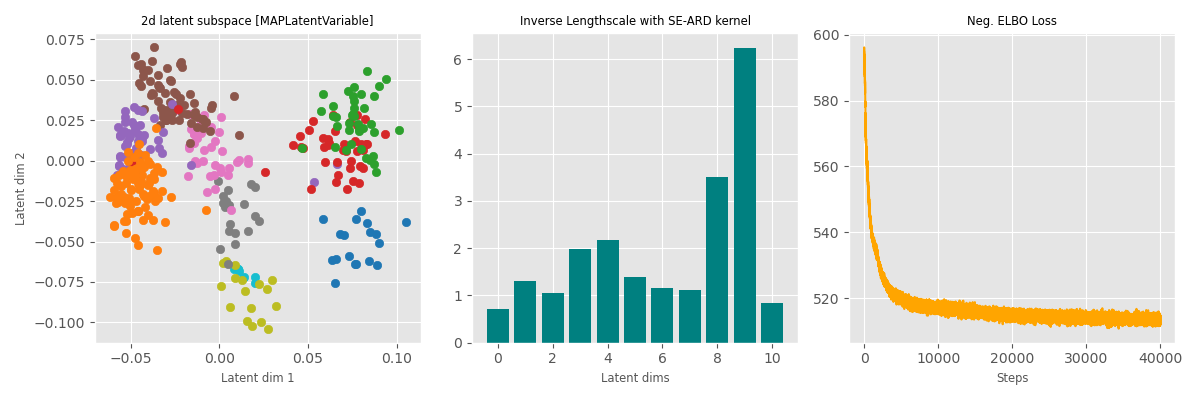 2d latent subspace [MAPLatentVariable]
0.075
0.050
0.025
0.000
−0.025
−0.050
−0.075
−0.100
Latent dim 2
−0.05 0.00 0.05 0.10
Latent dim 1
Inverse Lengthscale with SE-ARD kernel
6
5
4
3
2
1
0
0 2 4 6 8 10
Latent dims
Neg. ELBO Loss
600
580
560
540
520
0 10000 20000 30000 40000
Steps